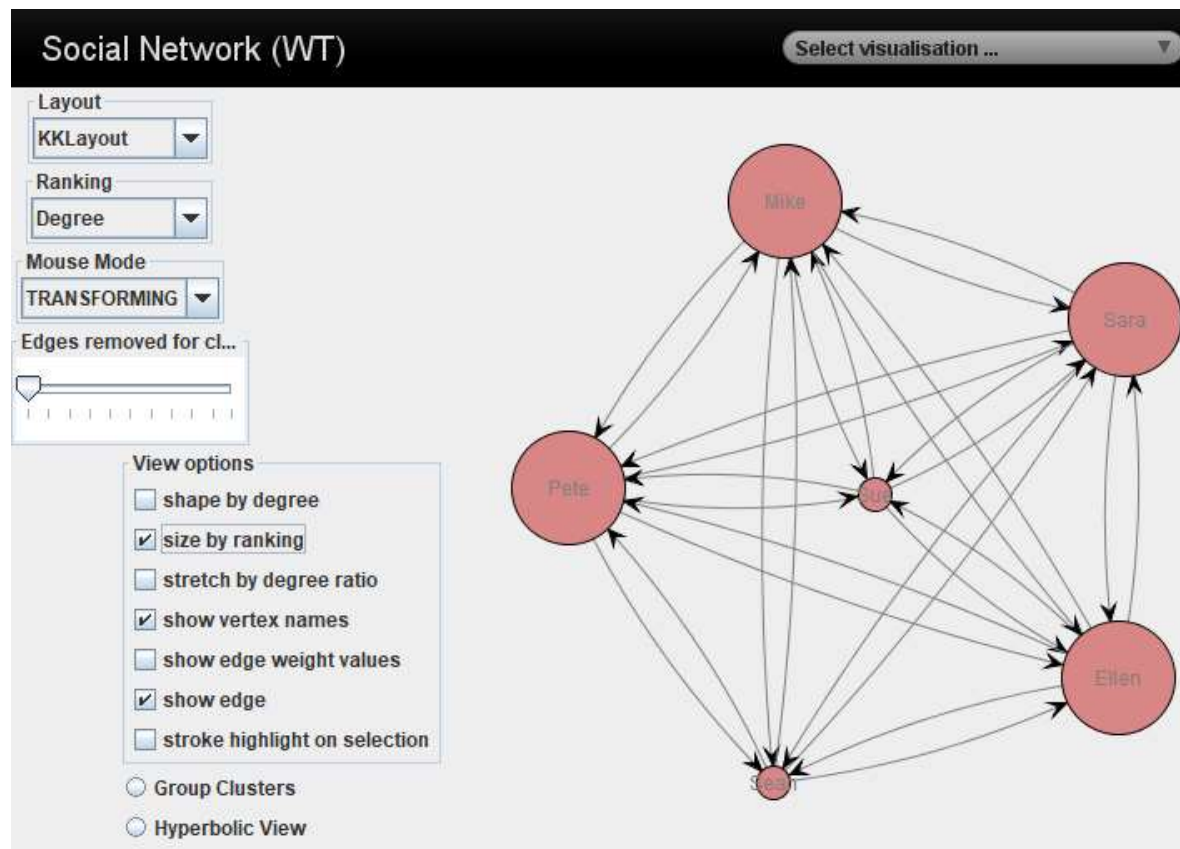 Social Network (WT)
Select visualisation ...
Layout
KKLayout
Ranking
Degree
Mouse Mode
TRANSFORMING
Edges removed for cl...
View options
shape by degree
size by ranking
stretch by degree ratio
show vertex names
show edge weight values
show edge
stroke highlight on selection
Group Clusters
Hyperbolic View
Mike
Sara
Pete
Sue
Ellen
Sean